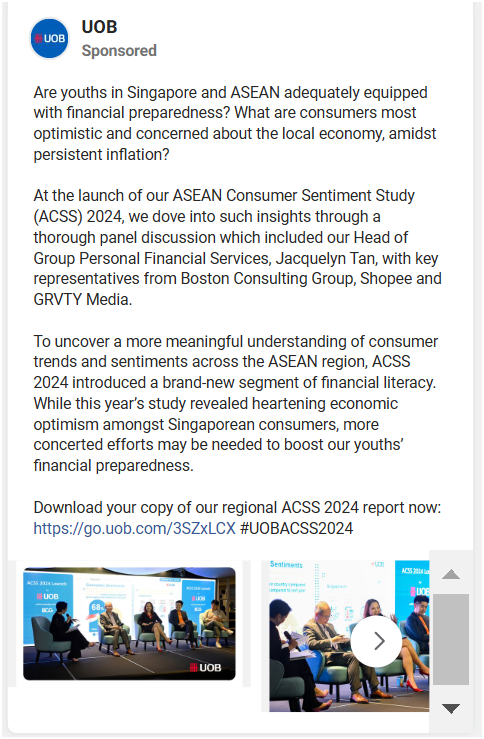 UOB
UOB
Sponsored
Are youths in Singapore and ASEAN adequately equipped
with financial preparedness? What are consumers most
optimistic and concerned about the local economy, amidst
persistent inflation?
At the launch of our ASEAN Consumer Sentiment Study
(ACSS) 2024, we dove into such insights through a
thorough panel discussion which included our Head of
Group Personal Financial Services, Jacquelyn Tan, with key
representatives from Boston Consulting Group, Shopee and
GRVTY Media.
To uncover a more meaningful understanding of consumer
trends and sentiments across the ASEAN region, ACSS
2024 introduced a brand-new segment of financial literacy.
While this year’s study revealed heartening economic
optimism amongst Singaporean consumers, more
concerted efforts may be needed to boost our youths’
financial preparedness.
Download your copy of our regional ACSS 2024 report now:
https://go.uob.com/3SZxLCX #UOBACSS2024
ACSS 2024 Launch
UOB
BCG
68
UOB
Sentiments
UOB
ACSS 2024 Launch
UOB